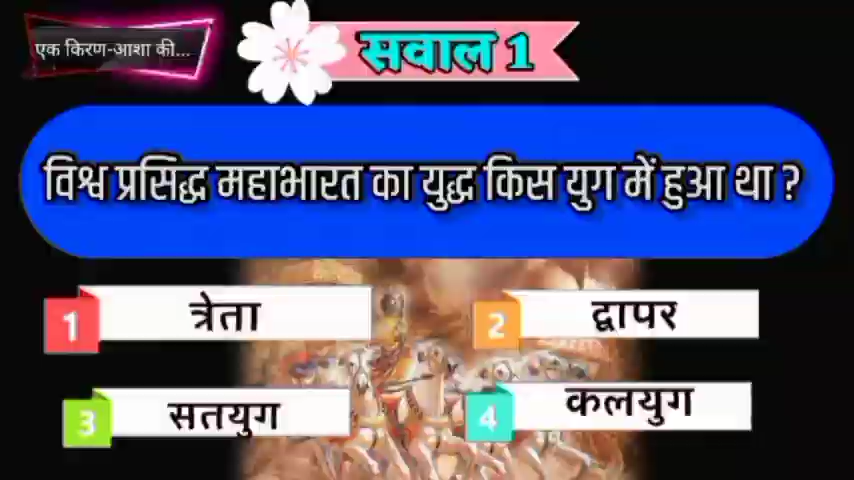 एक किरण-आशा की...
सवाल 1
विश्व प्रसिद्ध महाभारत का युद्ध किस युग में हुआ था ?
1 त्रेता
2 द्वापर
3 सतयुग
4 कलयुग